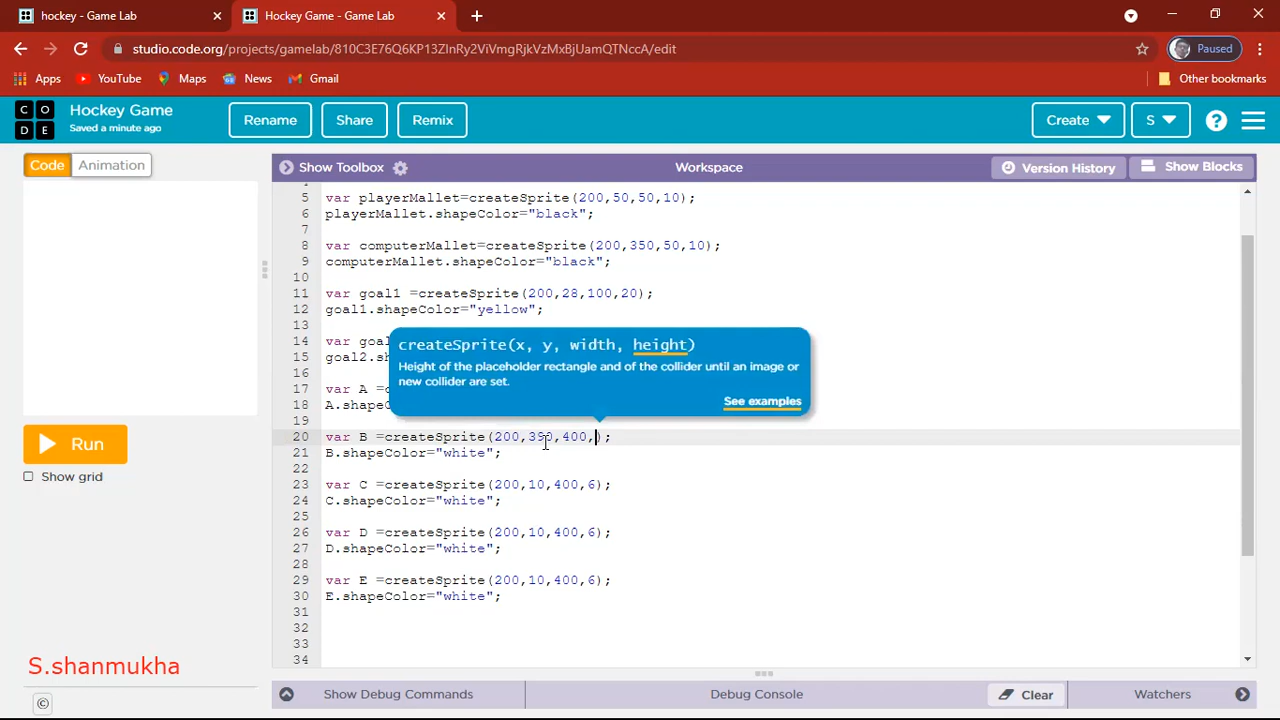 hockey - Game Lab
Hockey Game - Game Lab
studio.code.org/projects/gamelab/810C3E76Q6KP13ZlnRy2ViVmgRjkVzMxBjUamQTNccA/edit
Paused
Apps
YouTube
Maps
News
Gmail
Other bookmarks
C O
D E
Hockey Game
Saved a minute ago
Rename
Share
Remix
Create
S
?
Code
Animation
Show Toolbox
Workspace
Version History
Show Blocks
5 var playerMallet=createSprite(200,50,50,10);
6 playerMallet.shapeColor="black";
7
8 var computerMallet=createSprite(200,350,50,10);
9 computerMallet.shapeColor="black";
10
11 var goal1 =createSprite(200,28,100,20);
12 goal1.shapeColor="yellow";
13
14 var goa
15 goal2.sh
16
17 var A =c
18 A.shapeC
19
createSprite(x, y, width, height)
Height of the placeholder rectangle and of the collider until an image or
new collider are set.
See examples
20 var B =createSprite(200,350,400,);
21 B.shapeColor="white";
22
23 var C =createSprite(200,10,400,6);
24 C.shapeColor="white";
25
26 var D =createSprite(200,10,400,6);
27 D.shapeColor="white";
28
29 var E =createSprite(200,10,400,6);
30 E.shapeColor="white";
31
32
33
34
Run
Show grid
S.shanmukha
©
Show Debug Commands
Debug Console
Clear
Watchers